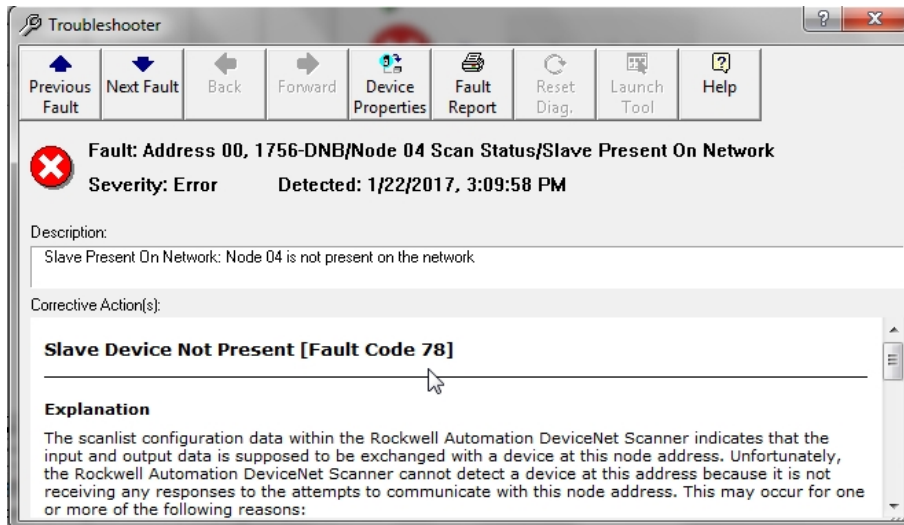 Troubleshooter
Previous Fault
Next Fault
Back
Forward
Device Properties
Fault Report
Reset Diag.
Launch Tool
Help
Fault: Address 00, 1756-DNB/Node 04 Scan Status/Slave Present On Network
Severity: Error Detected: 1/22/2017, 3:09:58 PM
Description:
Slave Present On Network: Node 04 is not present on the network
Corrective Action(s):
Slave Device Not Present [Fault Code 78]
Explanation
The scanlist configuration data within the Rockwell Automation DeviceNet Scanner indicates that the
input and output data is supposed to be exchanged with a device at this node address. Unfortunately,
the Rockwell Automation DeviceNet Scanner cannot detect a device at this address because it is not
receiving any responses to the attempts to communicate with this node address. This may occur for one
or more of the following reasons: